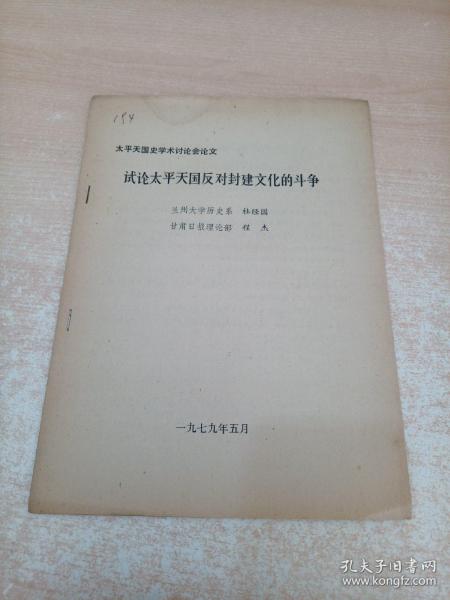 154
太平天国史学术讨论会论文
试论太平天国反对封建文化的斗争
兰州大学历史系 杜经国
甘肃日报理论部 程杰
一九七九年五月
孔夫子旧书网
www.kongfz.com